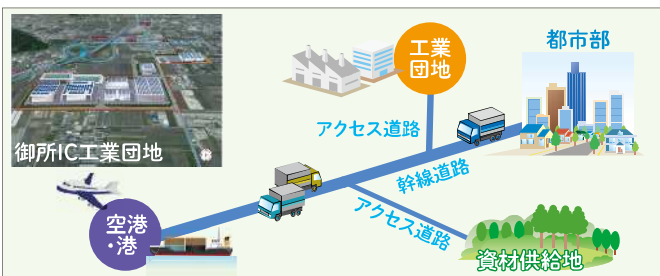 御所IC工業団地
工業
団地
都市部
アクセス道路
幹線道路
アクセス道路
空港
・港
資材供給地